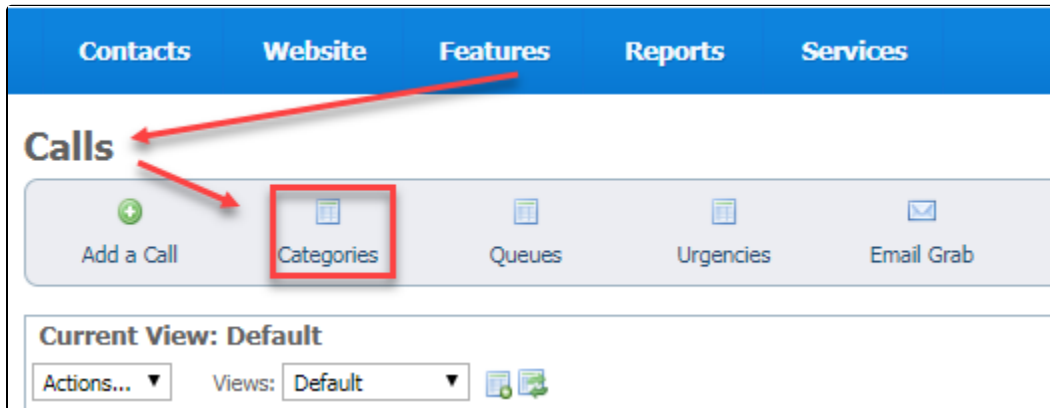 Contacts Website Features Reports Services
Calls
Add a Call Categories Queues Urgencies Email Grab
Current View: Default
Actions... Views: Default